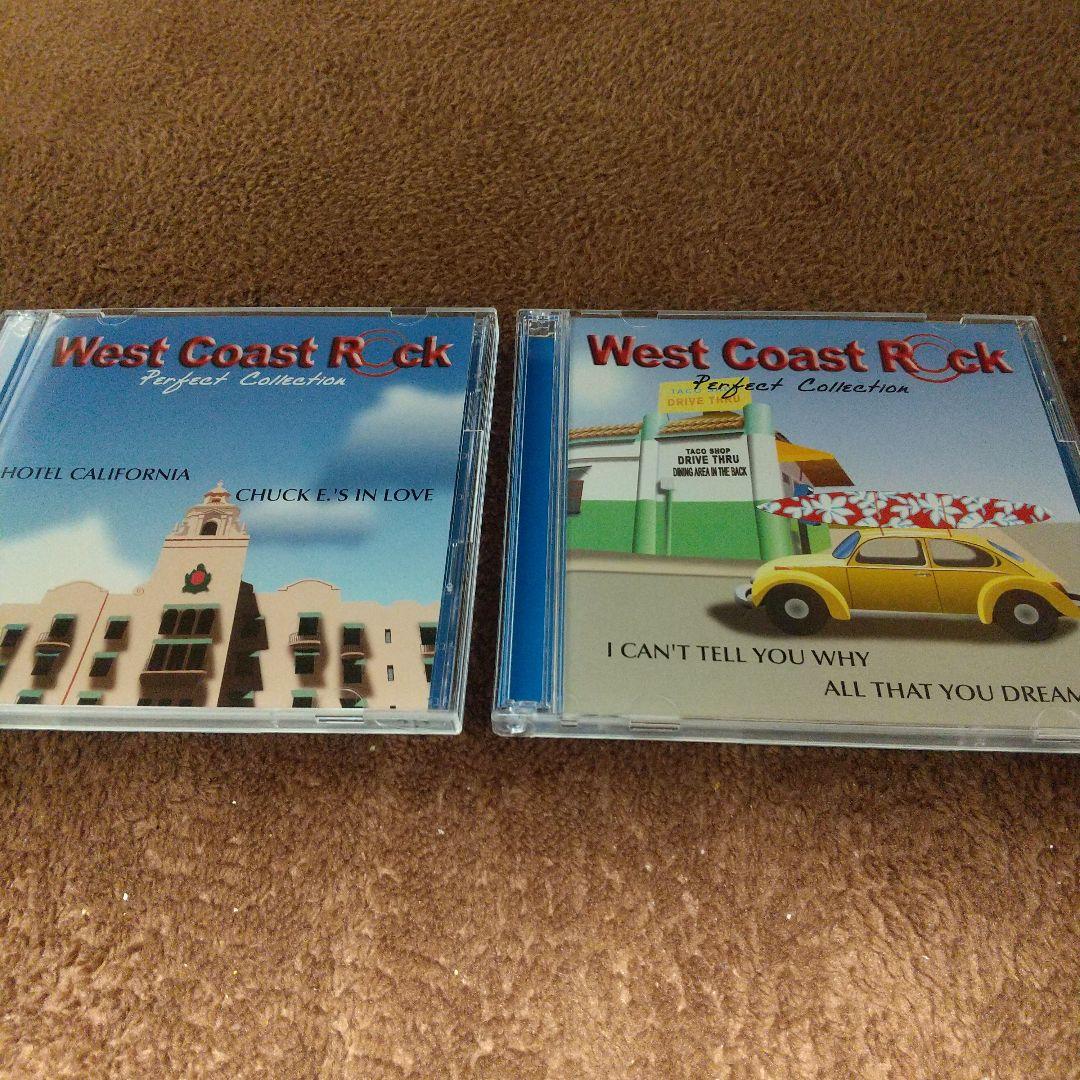 West Coast Rock
Perfect Collection
HOTEL CALIFORNIA
CHUCK E.'S IN LOVE
West Coast Rock
Perfect Collection
DRIVE THRU
TACO SHOP
DRIVE THRU
DINING AREA IN THE BACK
I CAN'T TELL YOU WHY
ALL THAT YOU DREAM